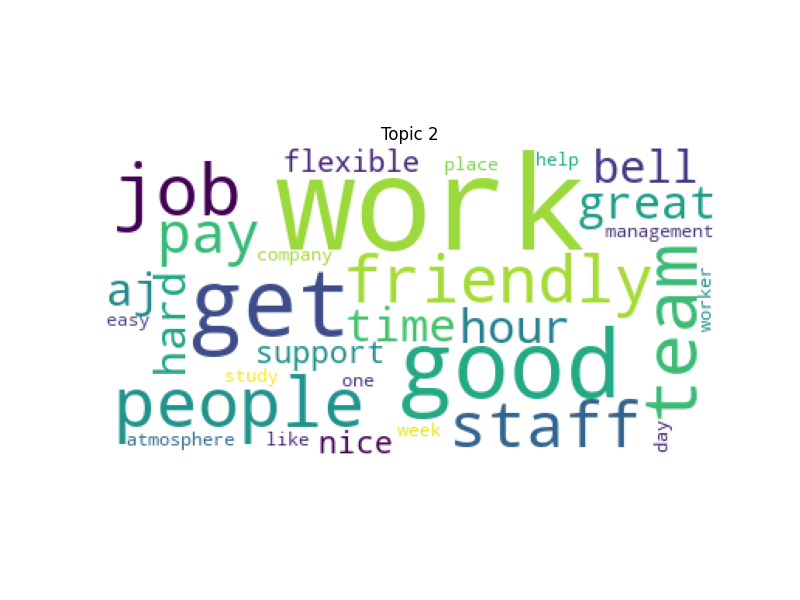 Topic 2
flexible
place
help
bell
job
work
great
pay
management
company
friendly
team
worker
aj
hard
get
easy
time
hour
support
good
study
one
people
staff
atmosphere
like
nice
week
day